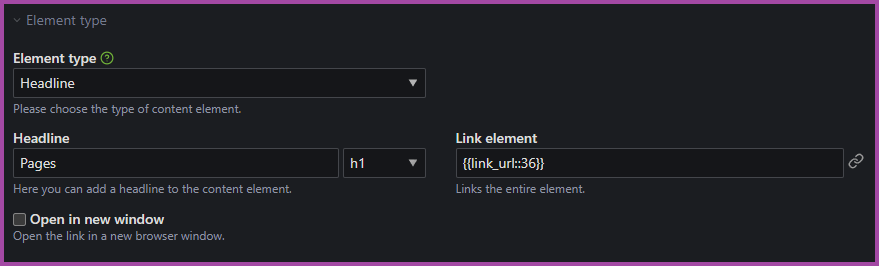 Element type
Element type
Headline
Please choose the type of content element.
Headline
Link element
Pages
h1
{{link_url::36}}
Here you can add a headline to the content element.
Links the entire element.
Open in new window
Open the link in a new browser window.